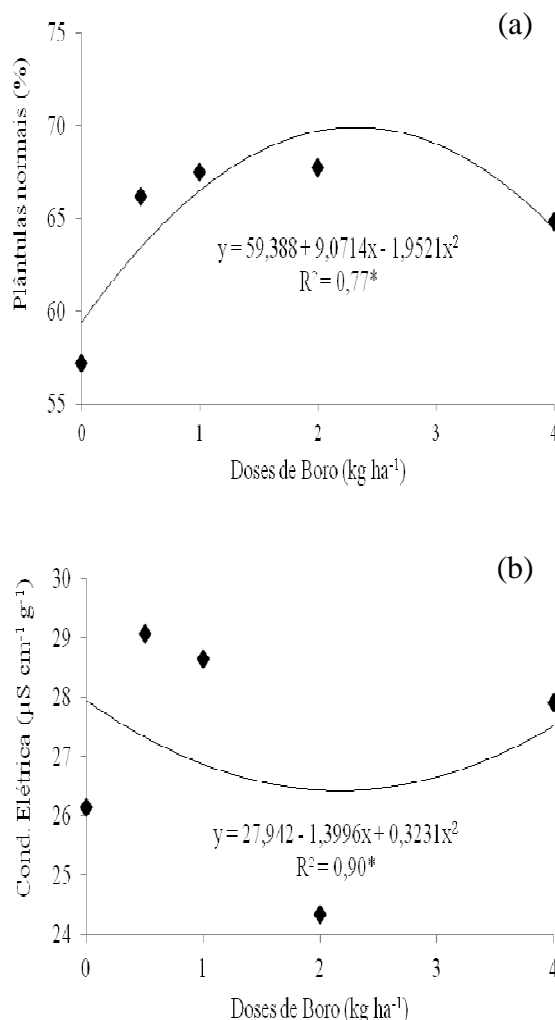 (a)
Plântulas normais (%)
75
70
65
60
55
y = 59,388 + 9,0714x - 1,9521x²
R² = 0,77*
0 1 2 3 4
Doses de Boro (kg ha⁻¹)
(b)
Cond. Elétrica (µS cm⁻¹ g⁻¹)
30
29
28
27
26
25
24
y = 27,942 - 1,3996x + 0,3231x²
R² = 0,90*
0 1 2 3 4
Doses de Boro (kg ha⁻¹)